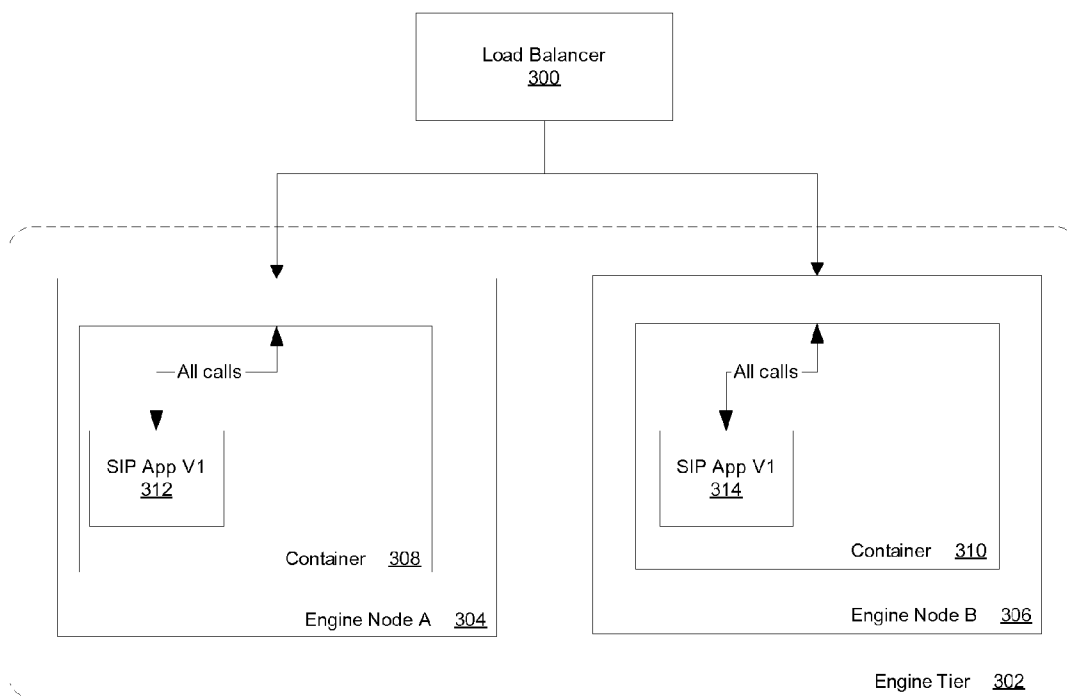 Load Balancer
300
All calls
All calls
SIP App V1
312
SIP App V1
314
Container 308
Container 310
Engine Node A 304
Engine Node B 306
Engine Tier 302